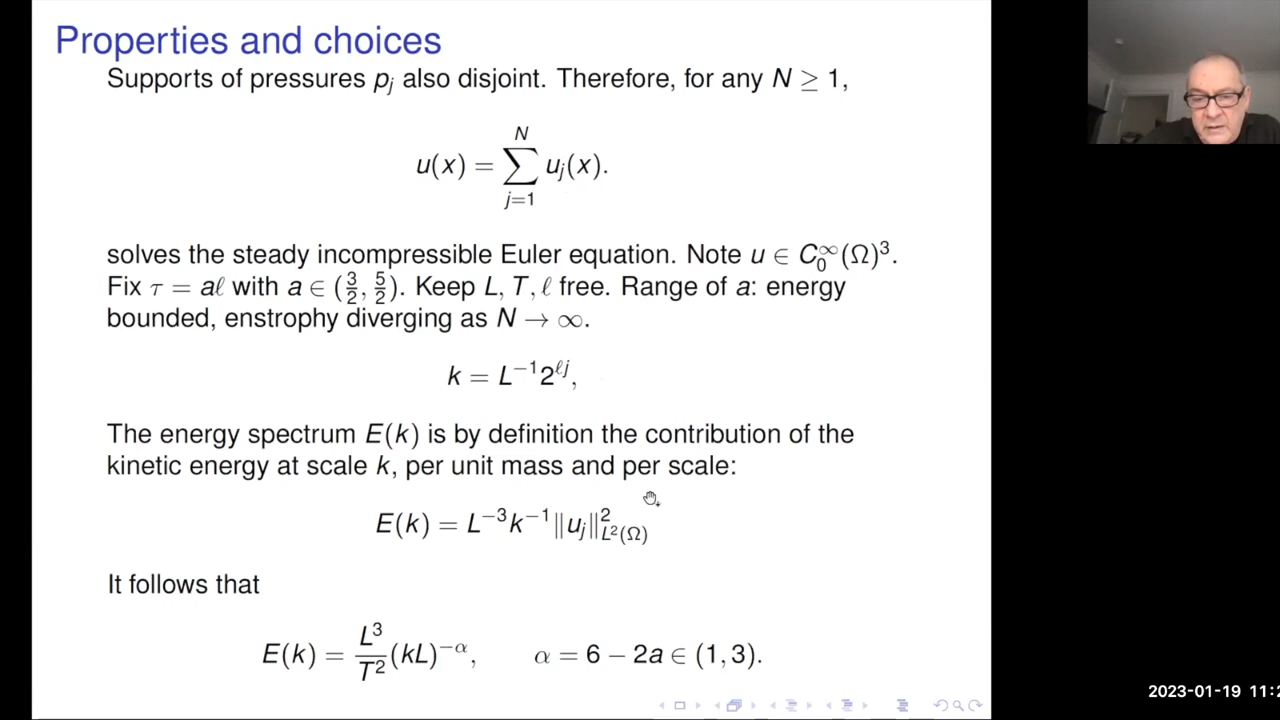 Properties and choices
Supports of pressures p_j also disjoint. Therefore, for any N ≥ 1,
u(x) = \sum_{j=1}^{N} u_j(x).
solves the steady incompressible Euler equation. Note u ∈ C_0^∞(Ω)^3.
Fix τ = aℓ with a ∈ (3/2, 5/2). Keep L, T, ℓ free. Range of a: energy
bounded, enstrophy diverging as N → ∞.
k = L^{-1}2^{ℓj},
The energy spectrum E(k) is by definition the contribution of the
kinetic energy at scale k, per unit mass and per scale:
E(k) = L^{-3}k^{-1}‖u_j‖^2_{L^2(Ω)}
It follows that
E(k) = \frac{L^3}{T^2}(kL)^{-α}, α = 6 − 2a ∈ (1, 3).
2023-01-19 11:2